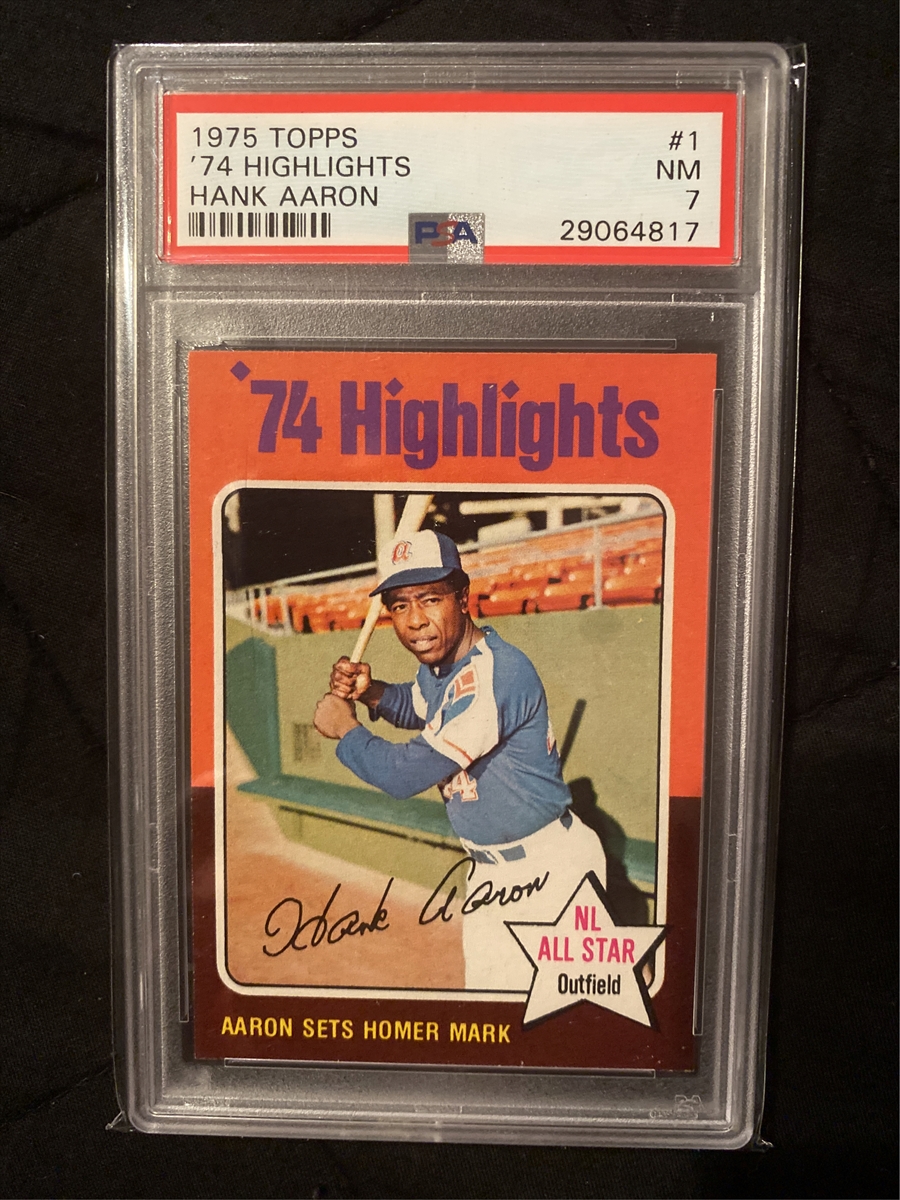 1975 TOPPS #1
'74 HIGHLIGHTS NM
HANK AARON 7
PSA 29064817
'74 Highlights
a
4
Hank Aaron
NL
ALL STAR
Outfield
AARON SETS HOMER MARK